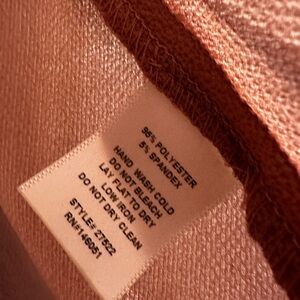 95% POLYESTER
5% SPANDEX
HAND WASH COLD
DO NOT BLEACH
LAY FLAT TO DRY
LOW IRON
DO NOT DRY CLEAN
STYLE# 27522
RN#146051